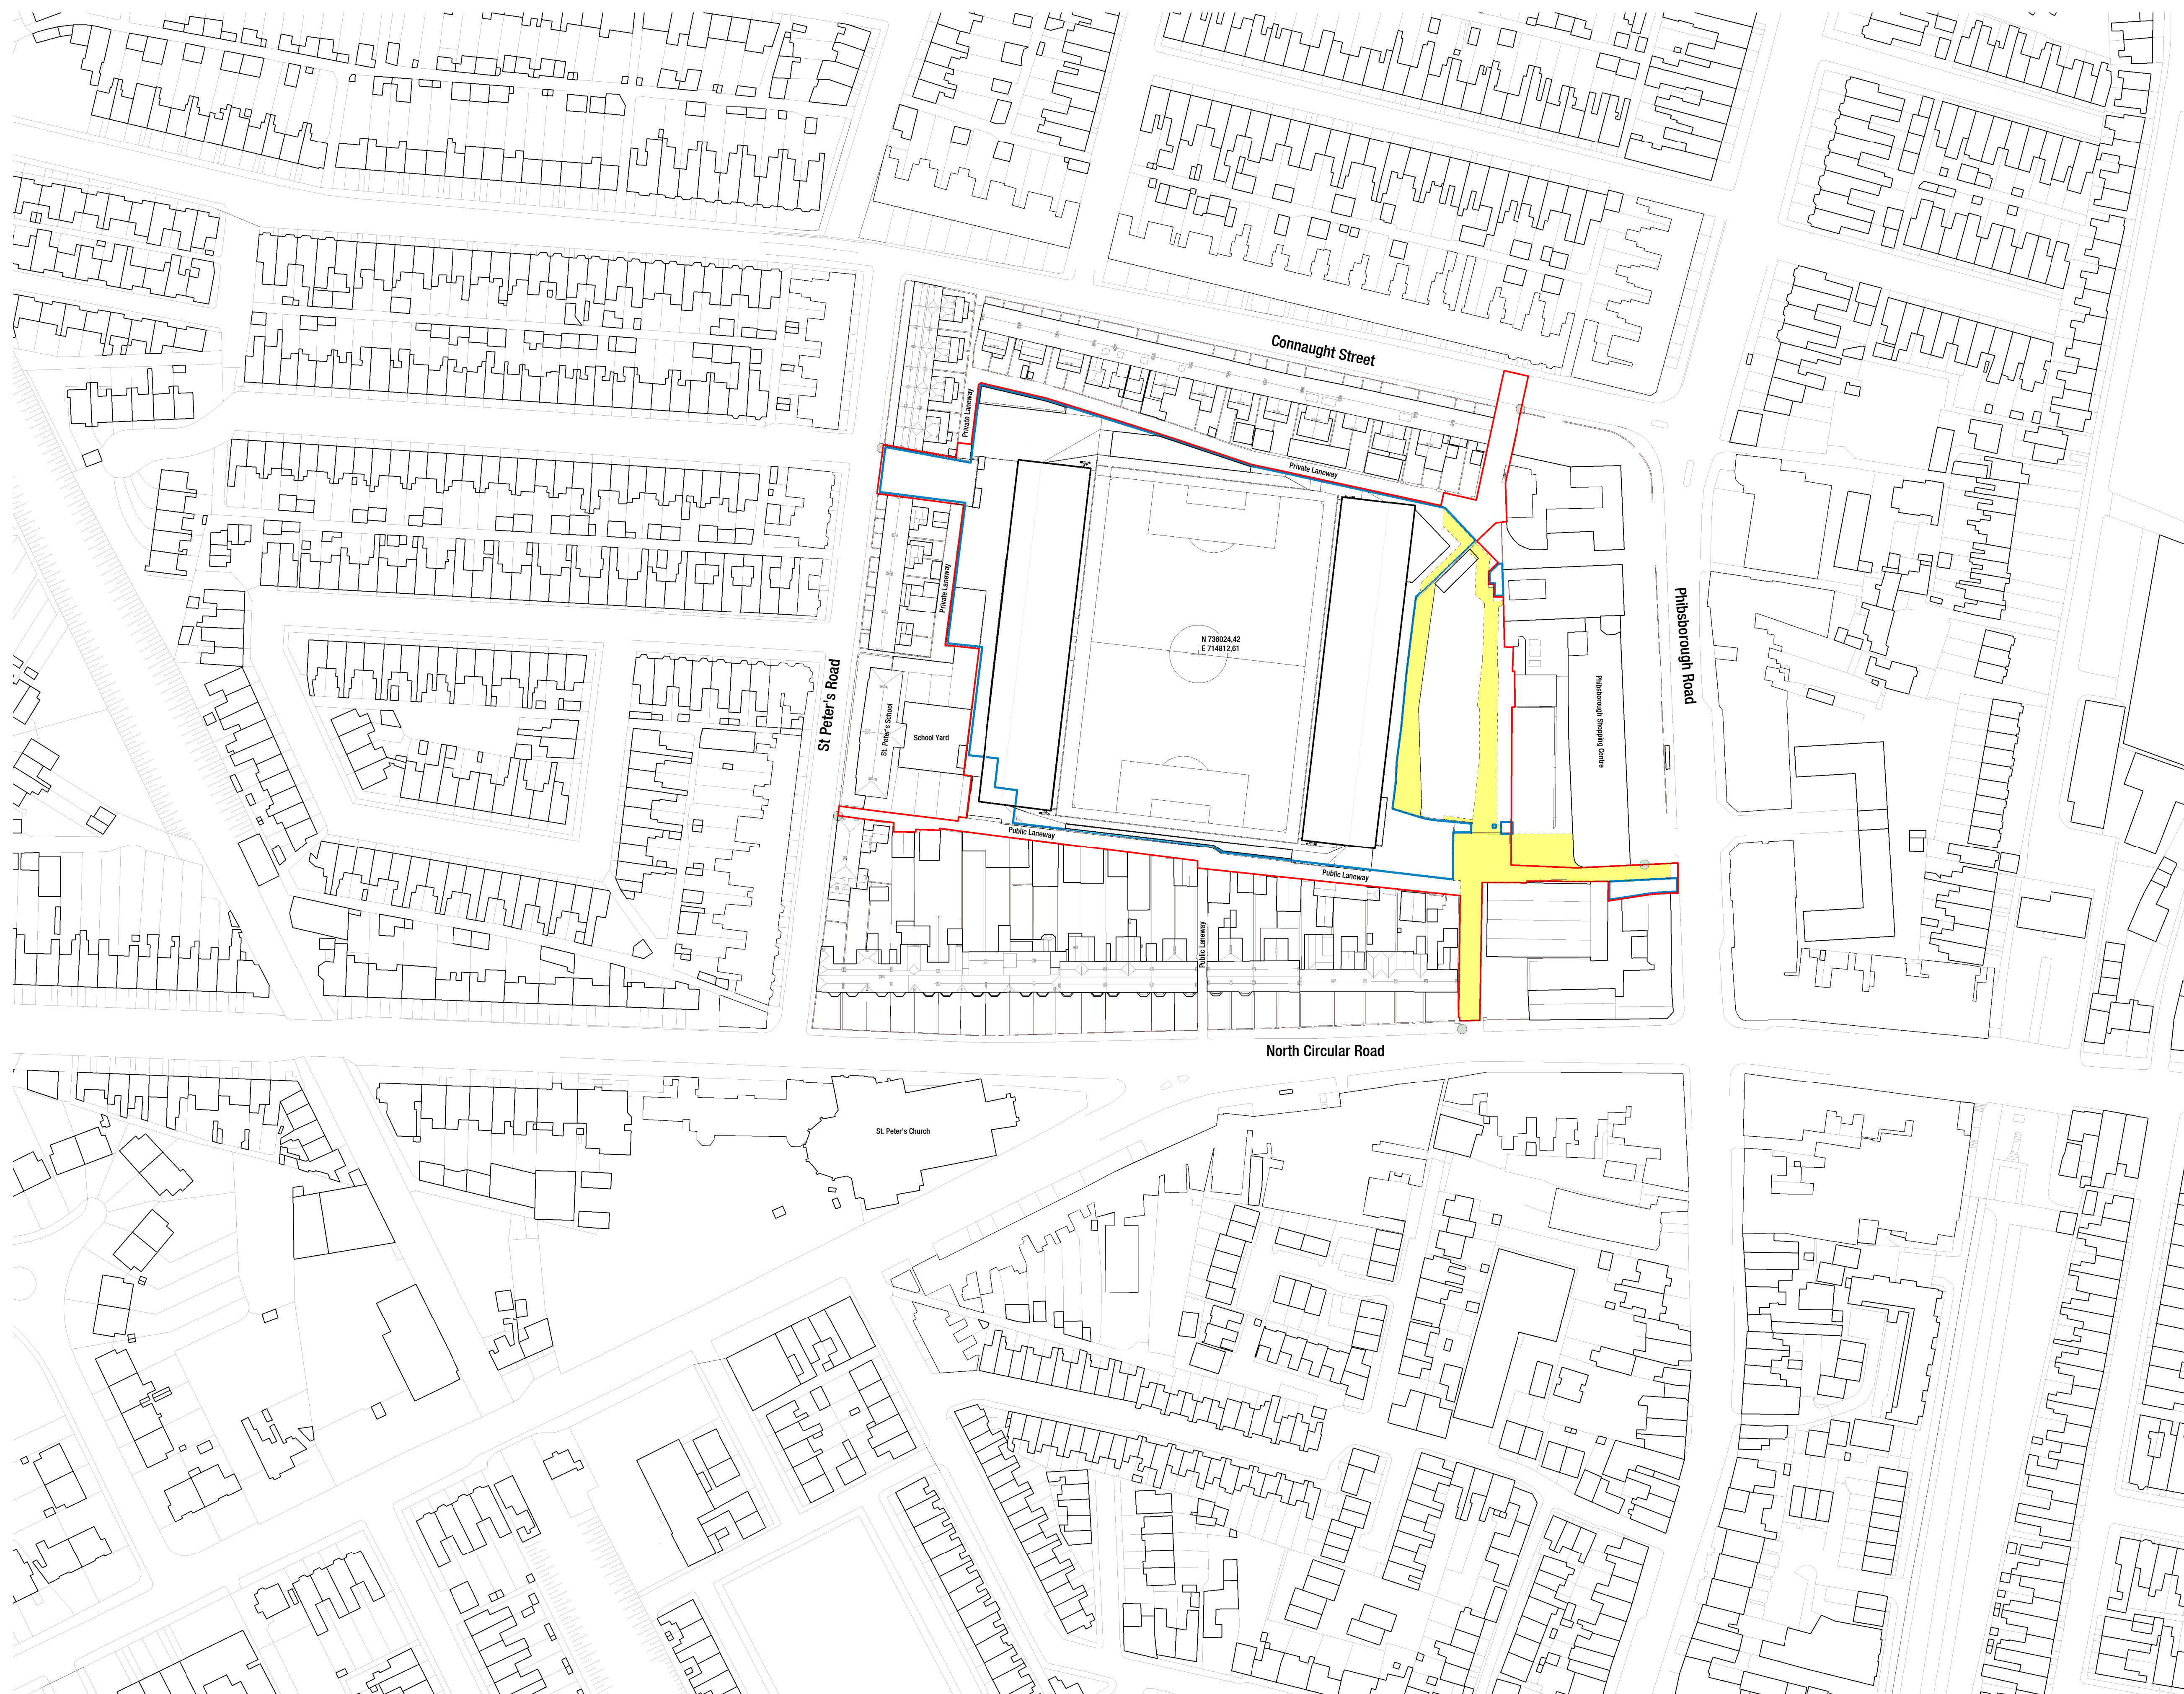 Connaught Street
Private Laneway
Private Laneway
Private Laneway
N 736024,42
E 714812,61
Phibsborough Road
St Peter's Road
St. Peter's School
School Yard
Phibsborough Shopping Centre
Public Laneway
Public Laneway
Public Laneway
North Circular Road
St. Peter's Church